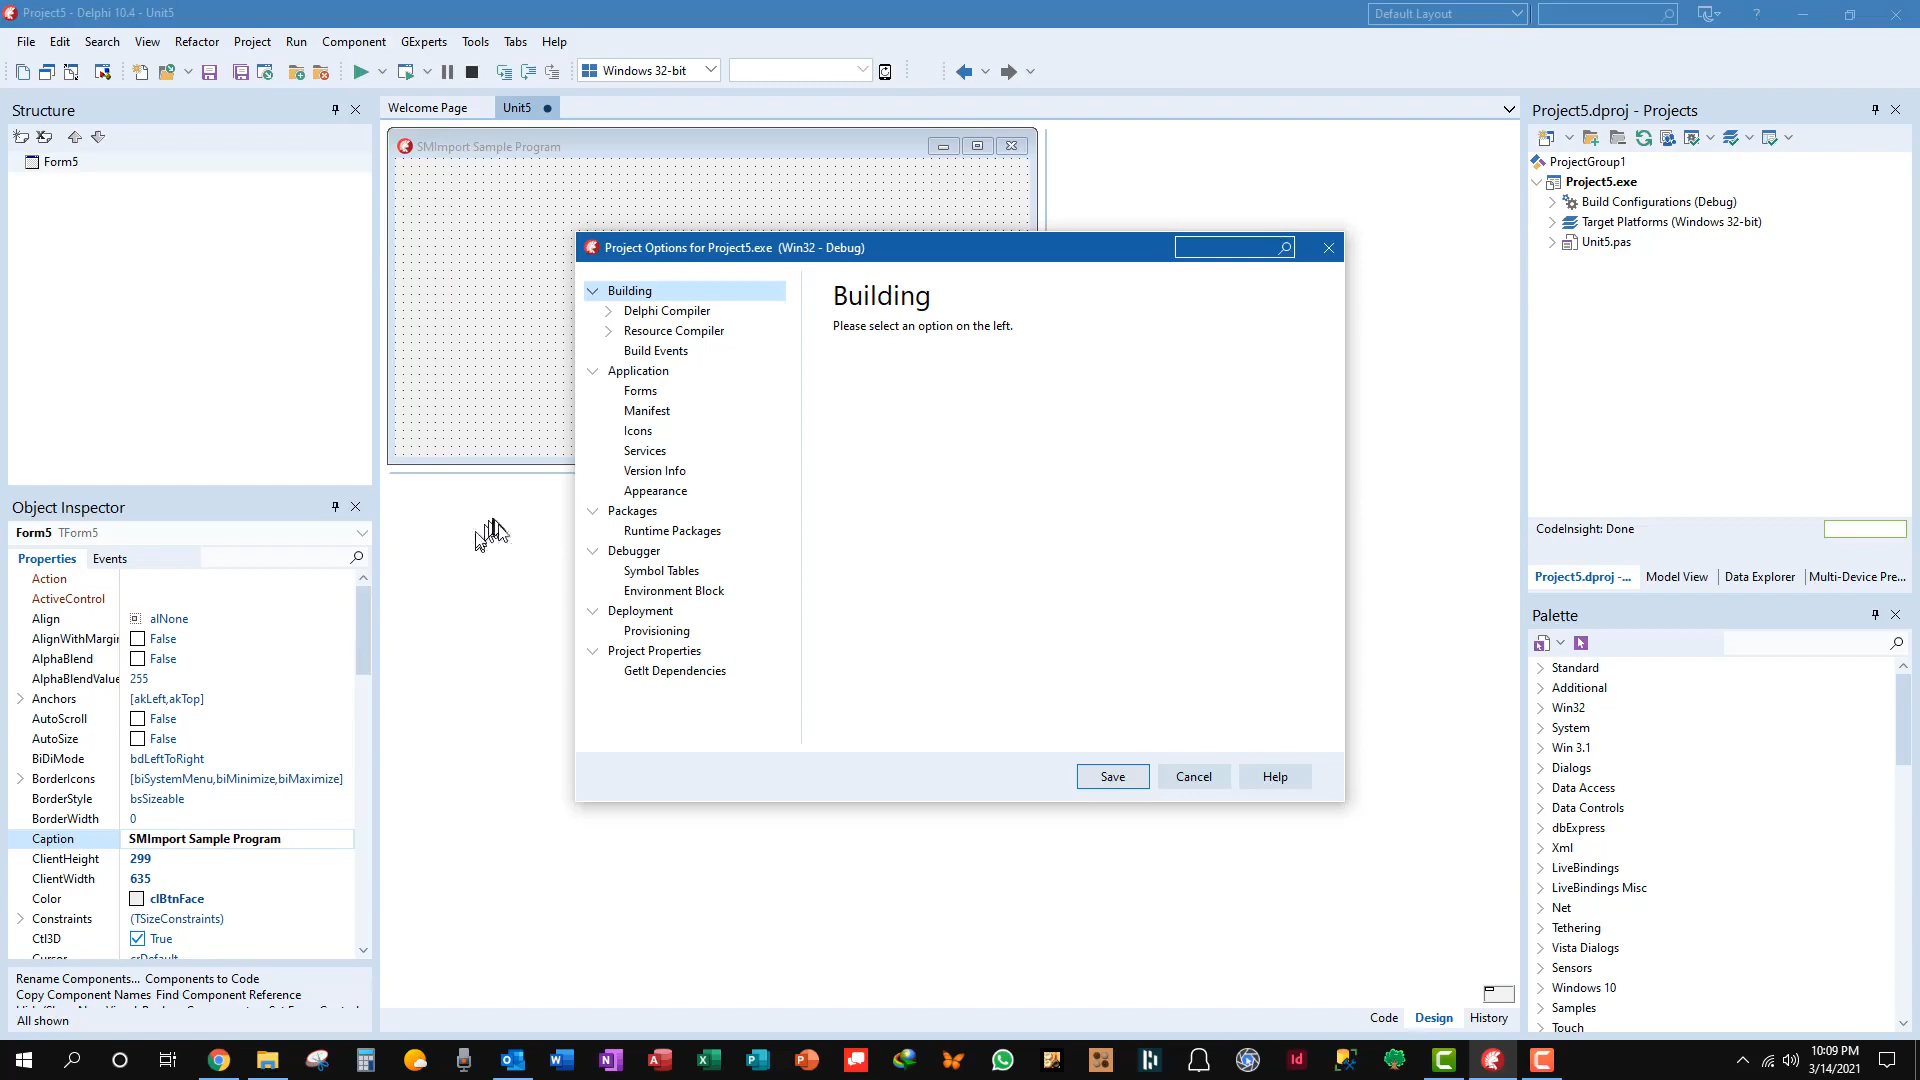 Project5 - Delphi 10.4 - Unit5
Default Layout
File Edit Search View Refactor Project Run Component GExperts Tools Tabs Help
Windows 32-bit
Structure
Form5
Welcome Page
Unit5
SMImport Sample Program
Project Options for Project5.exe (Win32 - Debug)
Building
Delphi Compiler
Resource Compiler
Build Events
Application
Forms
Manifest
Icons
Services
Version Info
Appearance
Packages
Runtime Packages
Debugger
Symbol Tables
Environment Block
Deployment
Provisioning
Project Properties
GetIt Dependencies
Building
Please select an option on the left.
Save
Cancel
Help
Object Inspector
Form5 TForm5
Properties Events
Action
ActiveControl
Align alNone
AlignWithMargin False
AlphaBlend False
AlphaBlendValue 255
Anchors [akLeft,akTop]
AutoScroll False
AutoSize False
BiDiMode bdLeftToRight
BorderIcons [biSystemMenu,biMinimize,biMaximize]
BorderStyle bsSizeable
BorderWidth 0
Caption SMImport Sample Program
ClientHeight 299
ClientWidth 635
Color clBtnFace
Constraints (TSizeConstraints)
Ctl3D True
Cursor crDefault
Rename Components... Components to Code
Copy Component Names Find Component Reference
All shown
Code Design History
Project5.dproj - Projects
ProjectGroup1
Project5.exe
Build Configurations (Debug)
Target Platforms (Windows 32-bit)
Unit5.pas
CodeInsight: Done
Project5.dproj -... Model View Data Explorer Multi-Device Pre...
Palette
Standard
Additional
Win32
System
Win 3.1
Dialogs
Data Access
Data Controls
dbExpress
Xml
LiveBindings
LiveBindings Misc
Net
Tethering
Vista Dialogs
Sensors
Windows 10
Samples
Touch
10:09 PM
3/14/2021